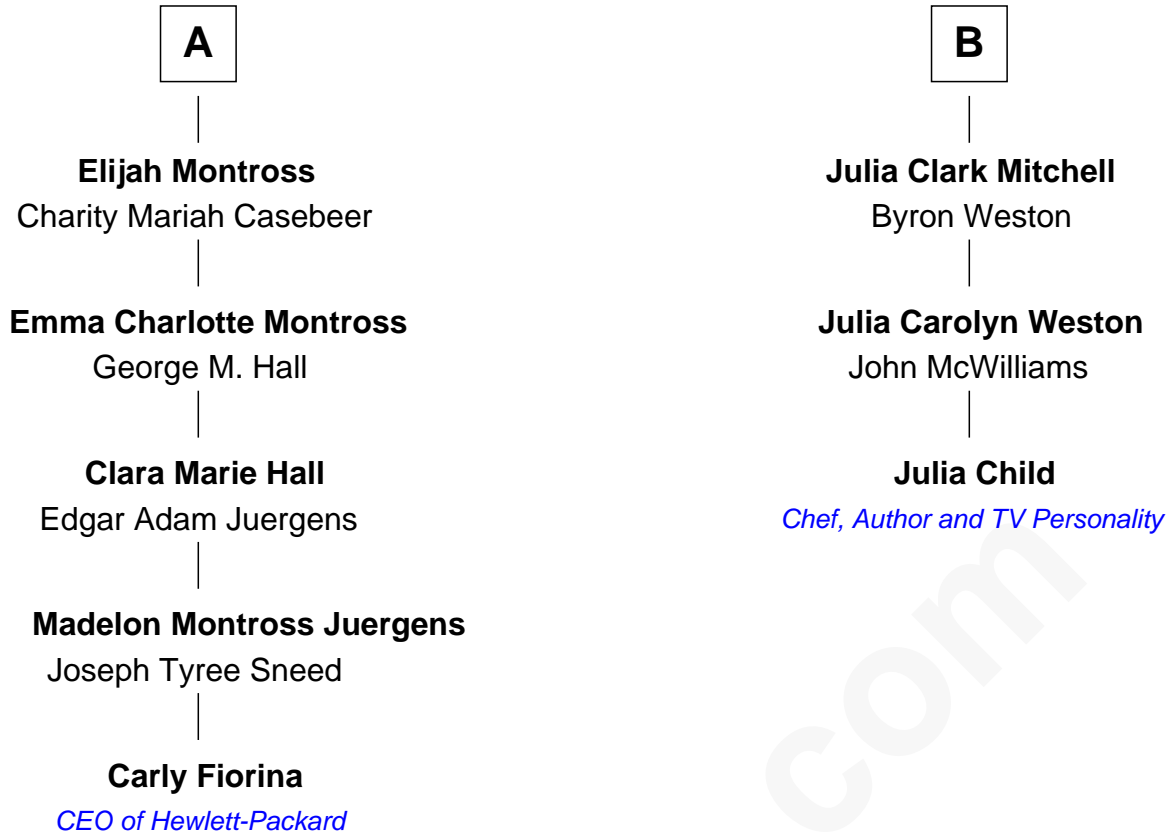 A
Elijah Montross
Charity Mariah Casebeer
Emma Charlotte Montross
George M. Hall
Clara Marie Hall
Edgar Adam Juergens
Madelon Montross Juergens
Joseph Tyree Sneed
Carly Fiorina
CEO of Hewlett-Packard
B
Julia Clark Mitchell
Byron Weston
Julia Carolyn Weston
John McWilliams
Julia Child
Chef, Author and TV Personality
com